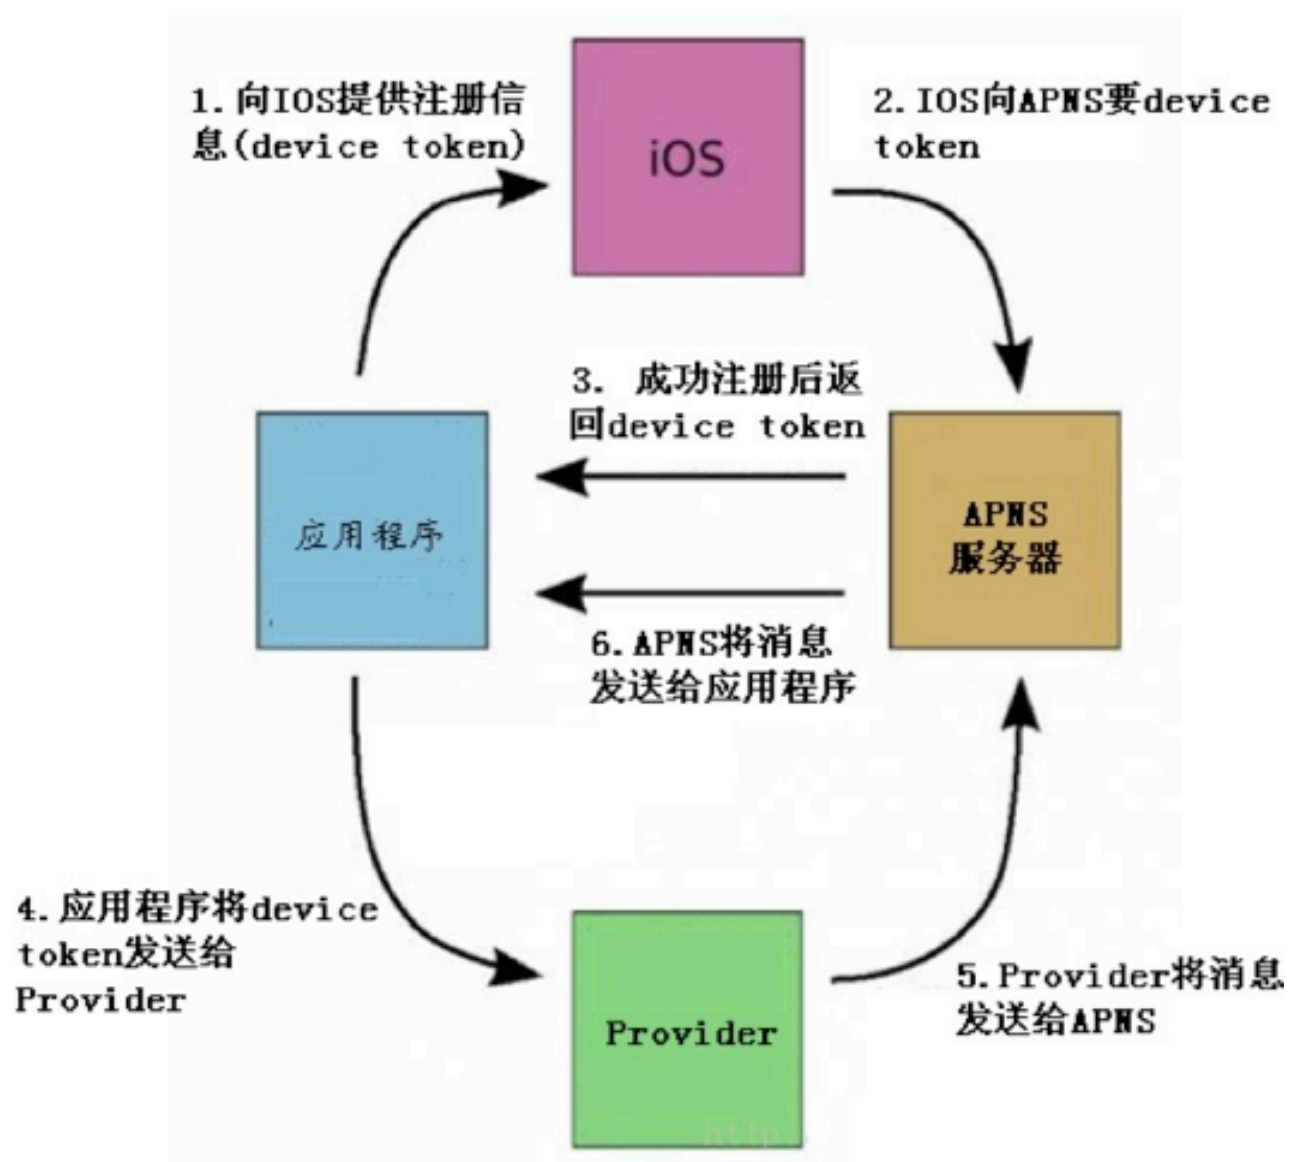 1.向IOS提供注册信
息(device token)
iOS
2.IOS向APNS要device
token
3. 成功注册后返
回device token
应用程序
APNS
服务器
6.APNS将消息
发送给应用程序
4.应用程序将device
token发送给
Provider
Provider
5.Provider将消息
发送给APNS
http